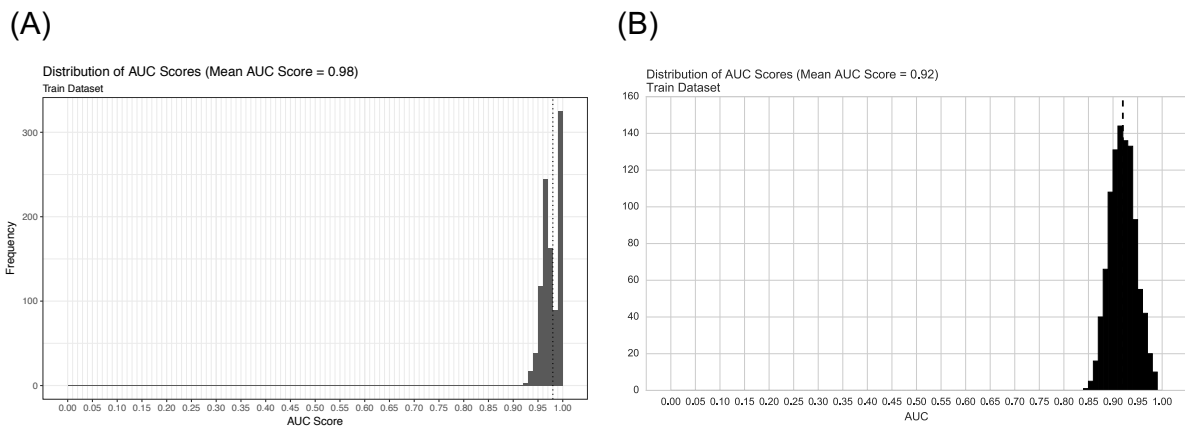 (A)
Distribution of AUC Scores (Mean AUC Score = 0.98)
Train Dataset
300
200
100
0
Frequency
0.00 0.05 0.10 0.15 0.20 0.25 0.30 0.35 0.40 0.45 0.50 0.55 0.60 0.65 0.70 0.75 0.80 0.85 0.90 0.95 1.00
AUC Score
(B)
Distribution of AUC Scores (Mean AUC Score = 0.92)
Train Dataset
160
140
120
100
80
60
40
20
0
0.00 0.05 0.10 0.15 0.20 0.25 0.30 0.35 0.40 0.45 0.50 0.55 0.60 0.65 0.70 0.75 0.80 0.85 0.90 0.95 1.00
AUC